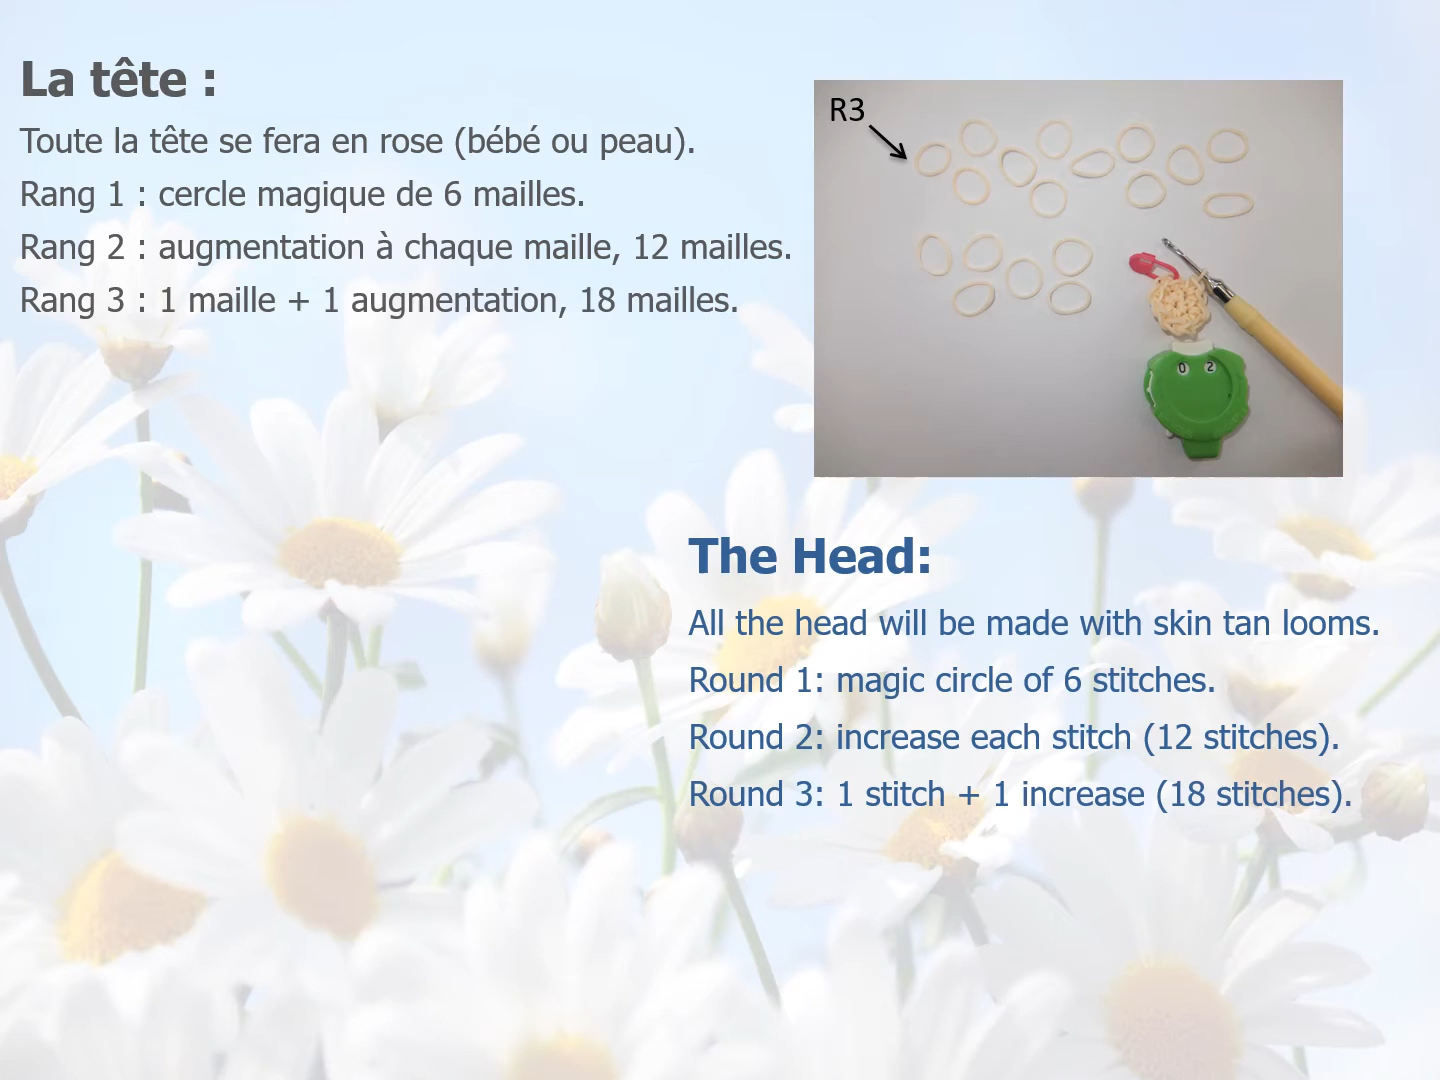 La tête :
Toute la tête se fera en rose (bébé ou peau).
Rang 1 : cercle magique de 6 mailles.
Rang 2 : augmentation à chaque maille, 12 mailles.
Rang 3 : 1 maille + 1 augmentation, 18 mailles.
R3
0 2
The Head:
All the head will be made with skin tan looms.
Round 1: magic circle of 6 stitches.
Round 2: increase each stitch (12 stitches).
Round 3: 1 stitch + 1 increase (18 stitches).